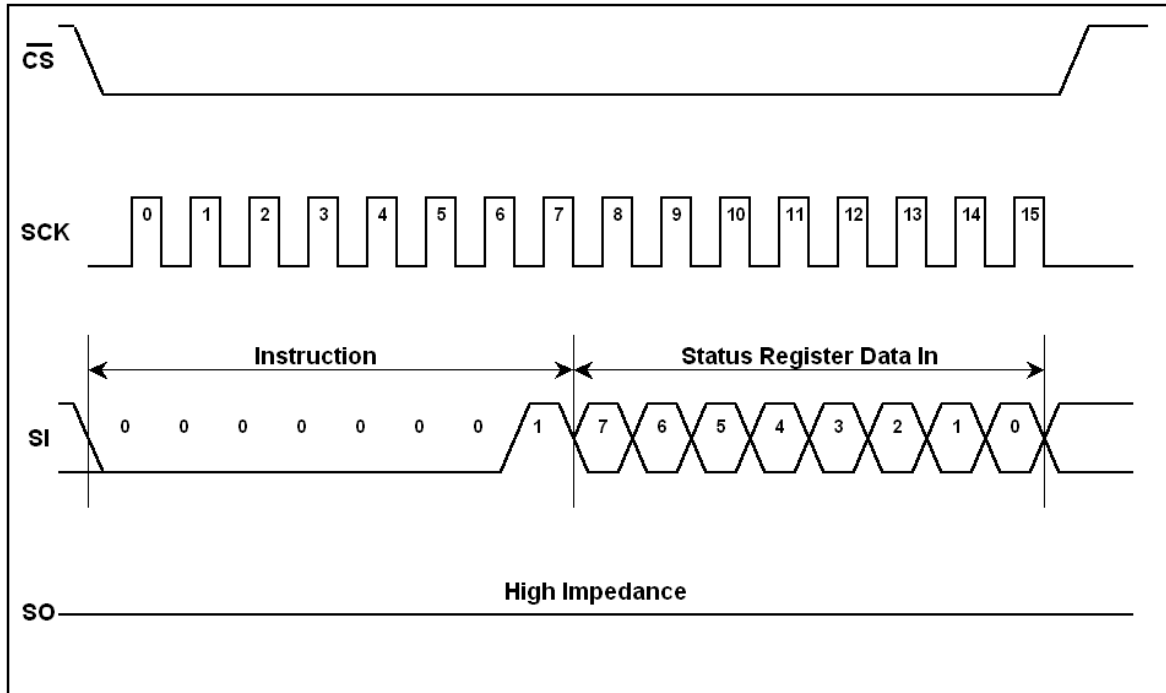 C̅S̅
SCK
0 1 2 3 4 5 6 7 8 9 10 11 12 13 14 15
Instruction Status Register Data In
SI
0 0 0 0 0 0 0 1 7 6 5 4 3 2 1 0
High Impedance
SO